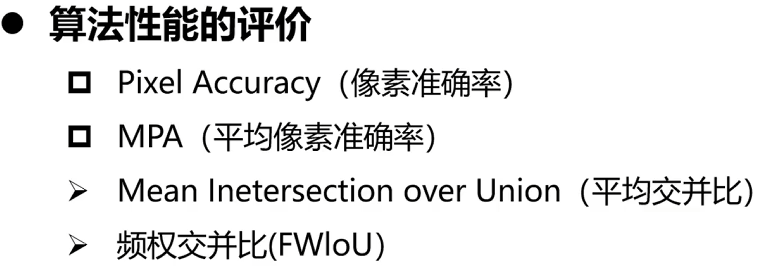 算法性能的评价
Pixel Accuracy（像素准确率）
MPA（平均像素准确率）
Mean Inetersection over Union（平均交并比）
频权交并比(FWloU）